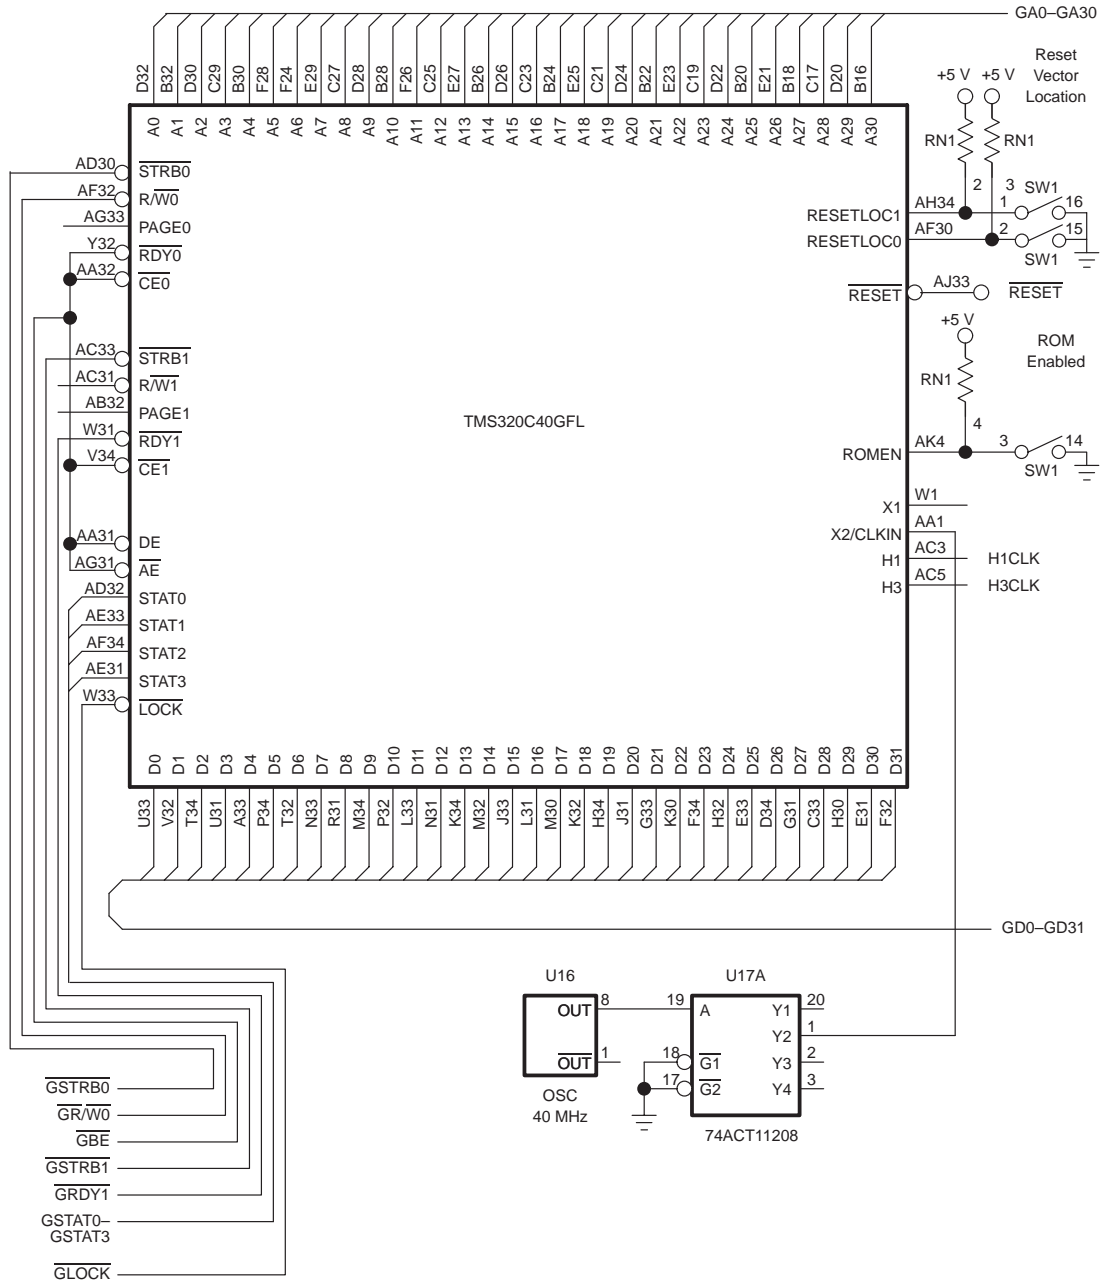 GA0–GA30
D32 B32 D30 C29 B30 F28 F24 E29 C27 D28 B28 F26 C25 E27 B26 D26 C23 B24 E25 C21 D24 B22 E23 C19 D22 B20 E21 B18 C17 D20 B16
A0 A1 A2 A3 A4 A5 A6 A7 A8 A9 A10 A11 A12 A13 A14 A15 A16 A17 A18 A19 A20 A21 A22 A23 A24 A25 A26 A27 A28 A29 A30
Reset
Vector
Location
+5 V +5 V
RN1 RN1
2 3
AD30 STRB0
AF32 R/W0
AG33 PAGE0
Y32 RDY0
AA32 CE0
AC33 STRB1
AC31 R/W1
AB32 PAGE1
W31 RDY1
V34 CE1
AA31 DE
AG31 AE
AD32 STAT0
AE33 STAT1
AF34 STAT2
AE31 STAT3
W33 LOCK
TMS320C40GFL
RESETLOC1 AH34 1 SW1 16
RESETLOC0 AF30 2 SW1 15
RESET AJ33 RESET
+5 V
ROM
Enabled
RN1
4
ROMEN AK4 3 SW1 14
X1 W1
X2/CLKIN AA1
H1 AC3 H1CLK
H3 AC5 H3CLK
D0 D1 D2 D3 D4 D5 D6 D7 D8 D9 D10 D11 D12 D13 D14 D15 D16 D17 D18 D19 D20 D21 D22 D23 D24 D25 D26 D27 D28 D29 D30 D31
U33 V32 T34 U31 A33 P34 T32 N33 R31 M34 P32 L33 N31 K34 M32 J33 L31 M30 K32 H34 J31 G33 K30 F34 H32 E33 D34 G31 C33 H30 E31 F32
GD0–GD31
U16
OUT 8
OUT 1
OSC
40 MHz
U17A
19 A Y1 20
Y2 1
18 G1 Y3 2
17 G2 Y4 3
74ACT11208
GSTRB0
GR/W0
GBE
GSTRB1
GRDY1
GSTAT0–
GSTAT3
GLOCK